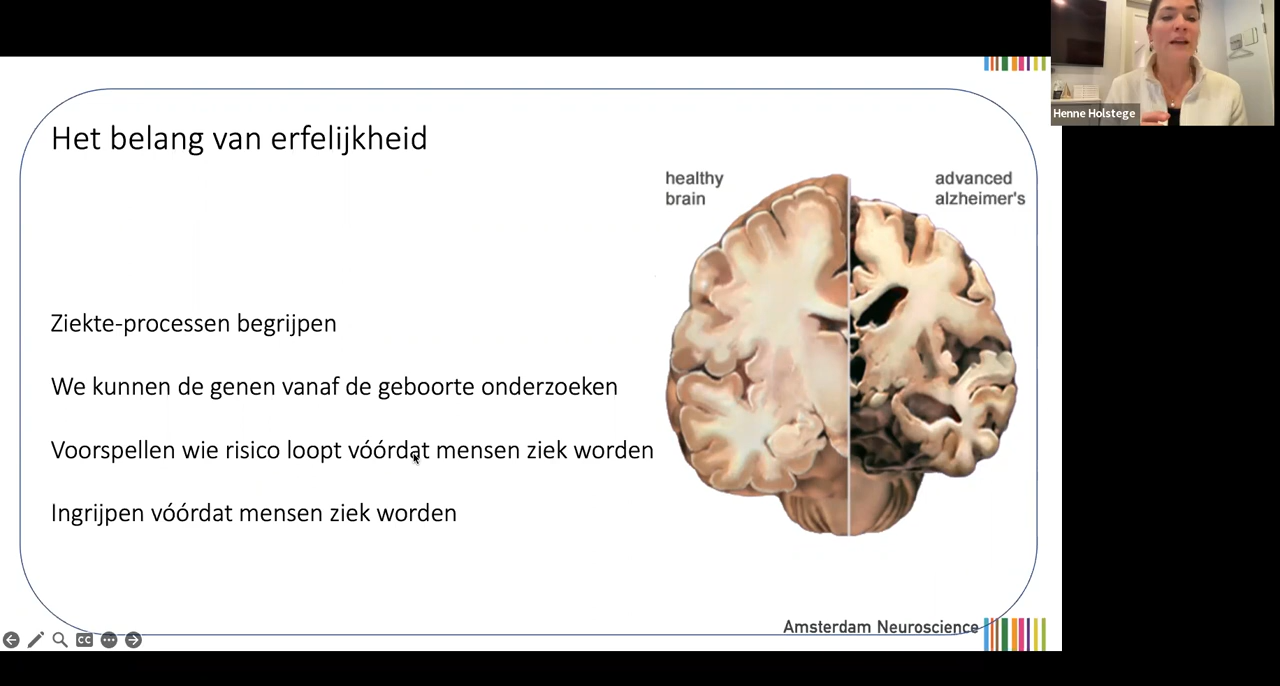 Henne Holstege
Het belang van erfelijkheid
healthy
brain
advanced
alzheimer's
Ziekte-processen begrijpen
We kunnen de genen vanaf de geboorte onderzoeken
Voorspellen wie risico loopt vóórdat mensen ziek worden
Ingrijpen vóórdat mensen ziek worden
Amsterdam Neuroscience
CC